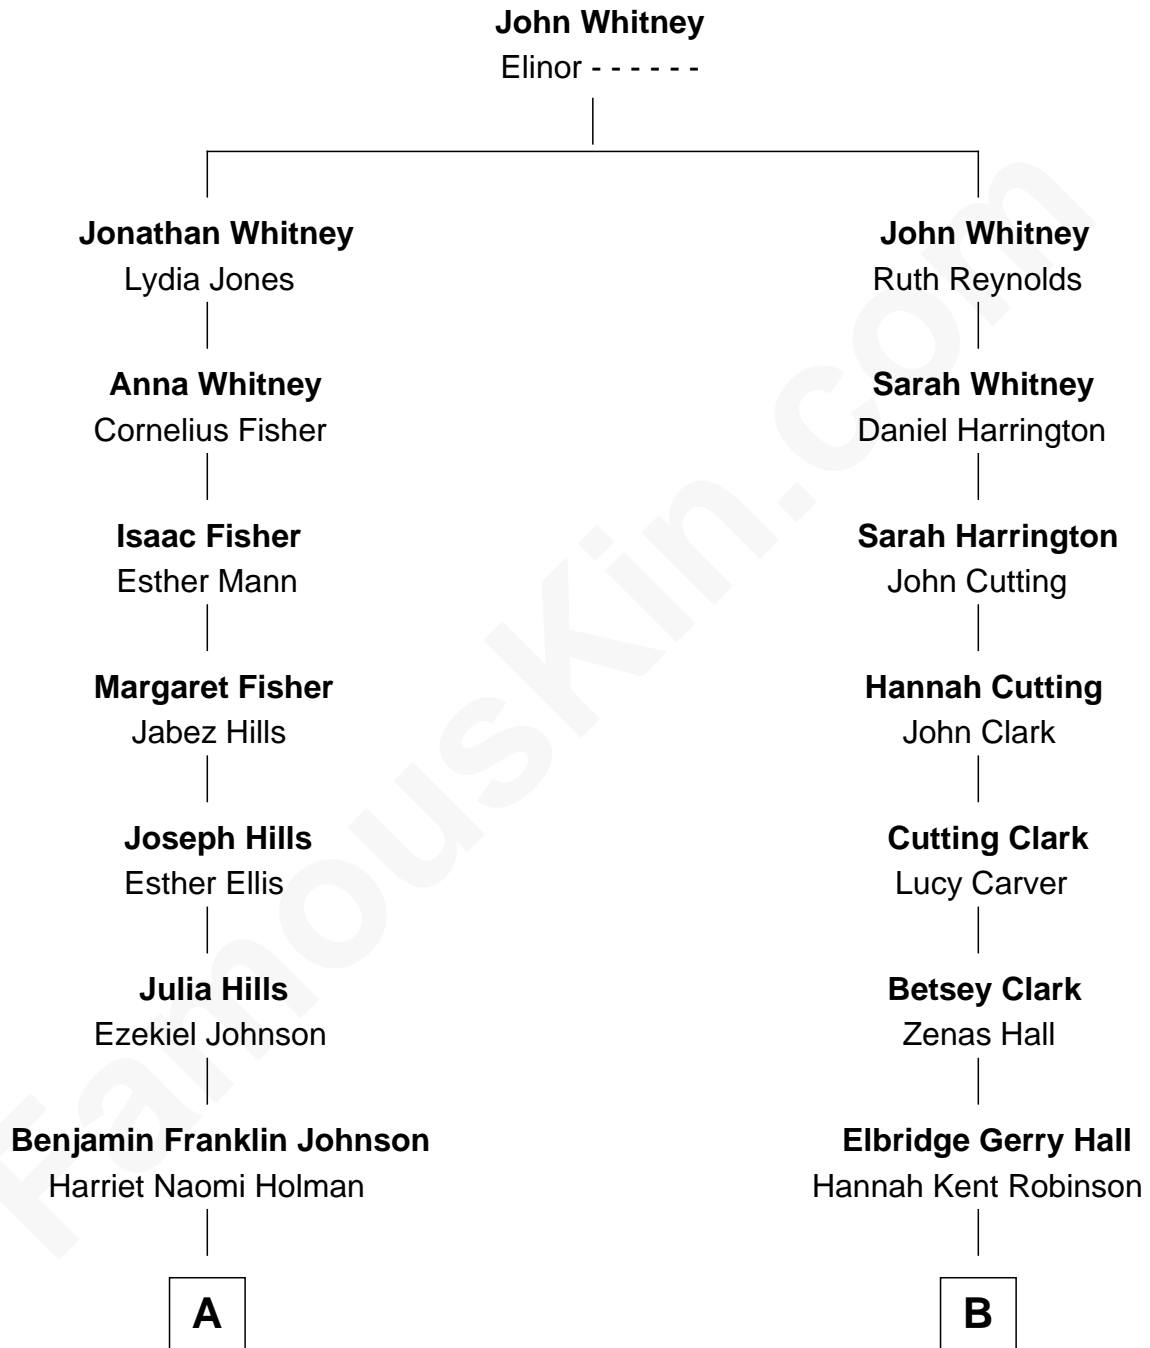 John Whitney
Elinor - - - - - -
Jonathan Whitney
Lydia Jones
John Whitney
Ruth Reynolds
Anna Whitney
Cornelius Fisher
Sarah Whitney
Daniel Harrington
Isaac Fisher
Esther Mann
Sarah Harrington
John Cutting
Margaret Fisher
Jabez Hills
Hannah Cutting
John Clark
Joseph Hills
Esther Ellis
Cutting Clark
Lucy Carver
Julia Hills
Ezekiel Johnson
Betsey Clark
Zenas Hall
Benjamin Franklin Johnson
Harriet Naomi Holman
Elbridge Gerry Hall
Hannah Kent Robinson
A
B
FamousKin.com